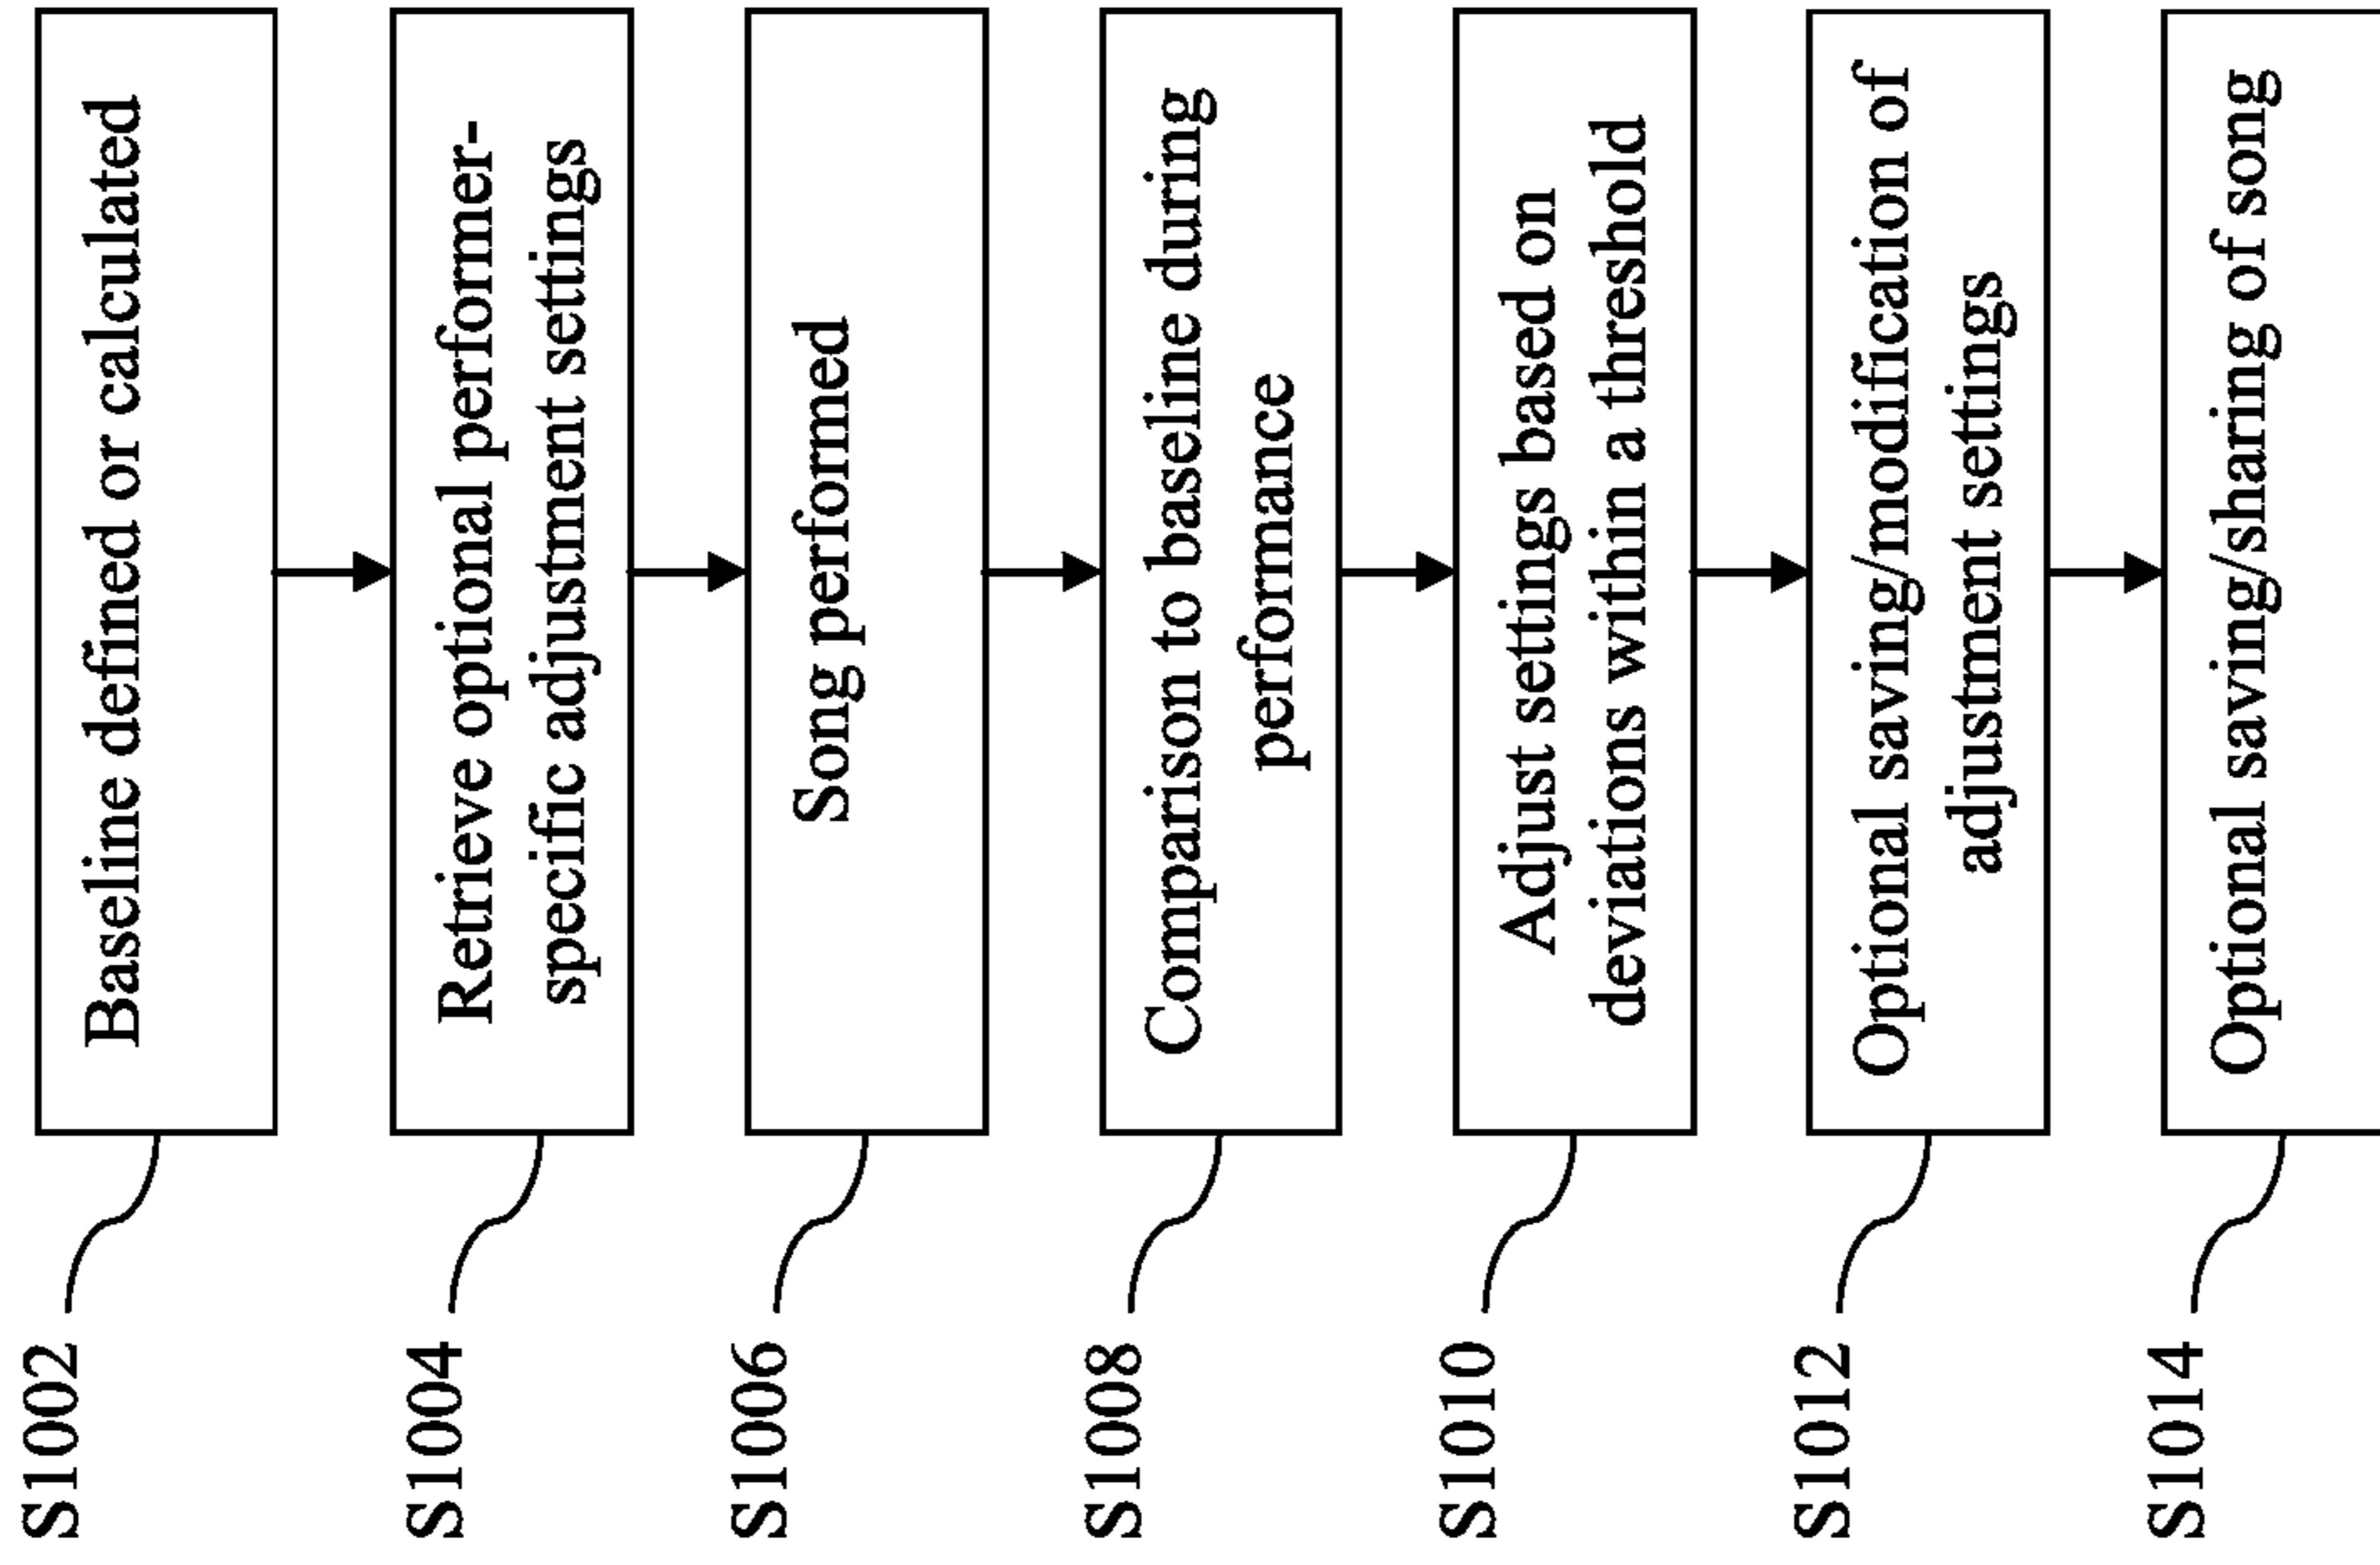 S1002
Baseline defined or calculated
S1004
Retrieve optional performer-
specific adjustment settings
S1006
Song performed
S1008
Comparison to baseline during
performance
S1010
Adjust settings based on
deviations within a threshold
S1012
Optional saving/modification of
adjustment settings
S1014
Optional saving/sharing of song